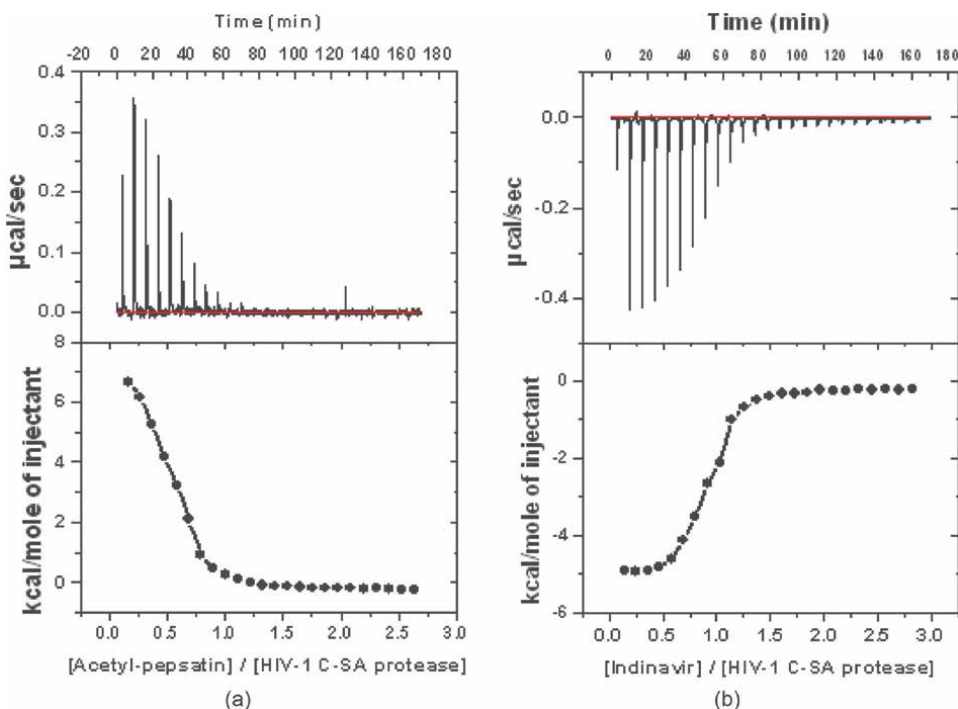 Time (min)
-20 0 20 40 60 80 100 120 140 160 180
0.4
0.3
0.2
0.1
0.0
µcal/sec
8
6
4
2
0
kcal/mole of injectant
0.0 0.5 1.0 1.5 2.0 2.5 3.0
[Acetyl-pepsatin] / [HIV-1 C-SA protease]
(a)
Time (min)
0 20 40 60 80 100 120 140 160 180
0.0
-0.2
-0.4
µcal/sec
0
-2
-4
-6
kcal/mole of injectant
0.0 0.5 1.0 1.5 2.0 2.5 3.0
[Indinavir] / [HIV-1 C-SA protease]
(b)